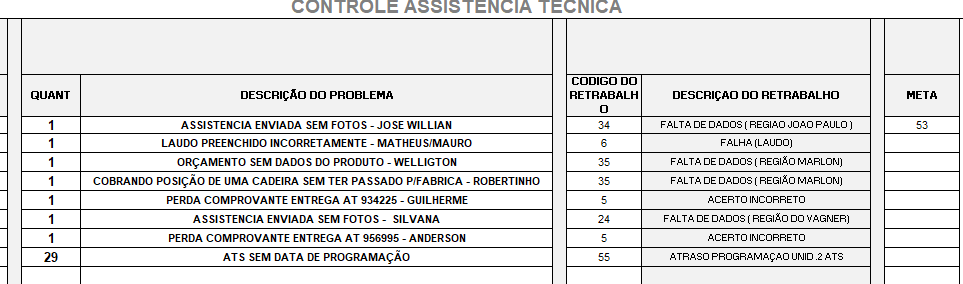 CONTROLE ASSISTENCIA TECNICA
QUANT DESCRIÇÃO DO PROBLEMA CODIGO DO RETRABALHO DESCRIÇAO DO RETRABALHO META
1 ASSISTENCIA ENVIADA SEM FOTOS - JOSE WILLIAN 34 FALTA DE DADOS ( REGIAO JOAO PAULO ) 53
1 LAUDO PREENCHIDO INCORRETAMENTE - MATHEUS/MAURO 6 FALHA (LAUDO)
1 ORÇAMENTO SEM DADOS DO PRODUTO - WELLIGTON 35 FALTA DE DADOS ( REGIÃO MARLON)
1 COBRANDO POSIÇÃO DE UMA CADEIRA SEM TER PASSADO P/FABRICA - ROBERTINHO 35 FALTA DE DADOS ( REGIÃO MARLON)
1 PERDA COMPROVANTE ENTREGA AT 934225 - GUILHERME 5 ACERTO INCORRETO
1 ASSISTENCIA ENVIADA SEM FOTOS - SILVANA 24 FALTA DE DADOS ( REGIÃO DO VAGNER)
1 PERDA COMPROVANTE ENTREGA AT 956995 - ANDERSON 5 ACERTO INCORRETO
29 ATS SEM DATA DE PROGRAMAÇÃO 55 ATRASO PROGRAMAÇAO UNID .2 ATS